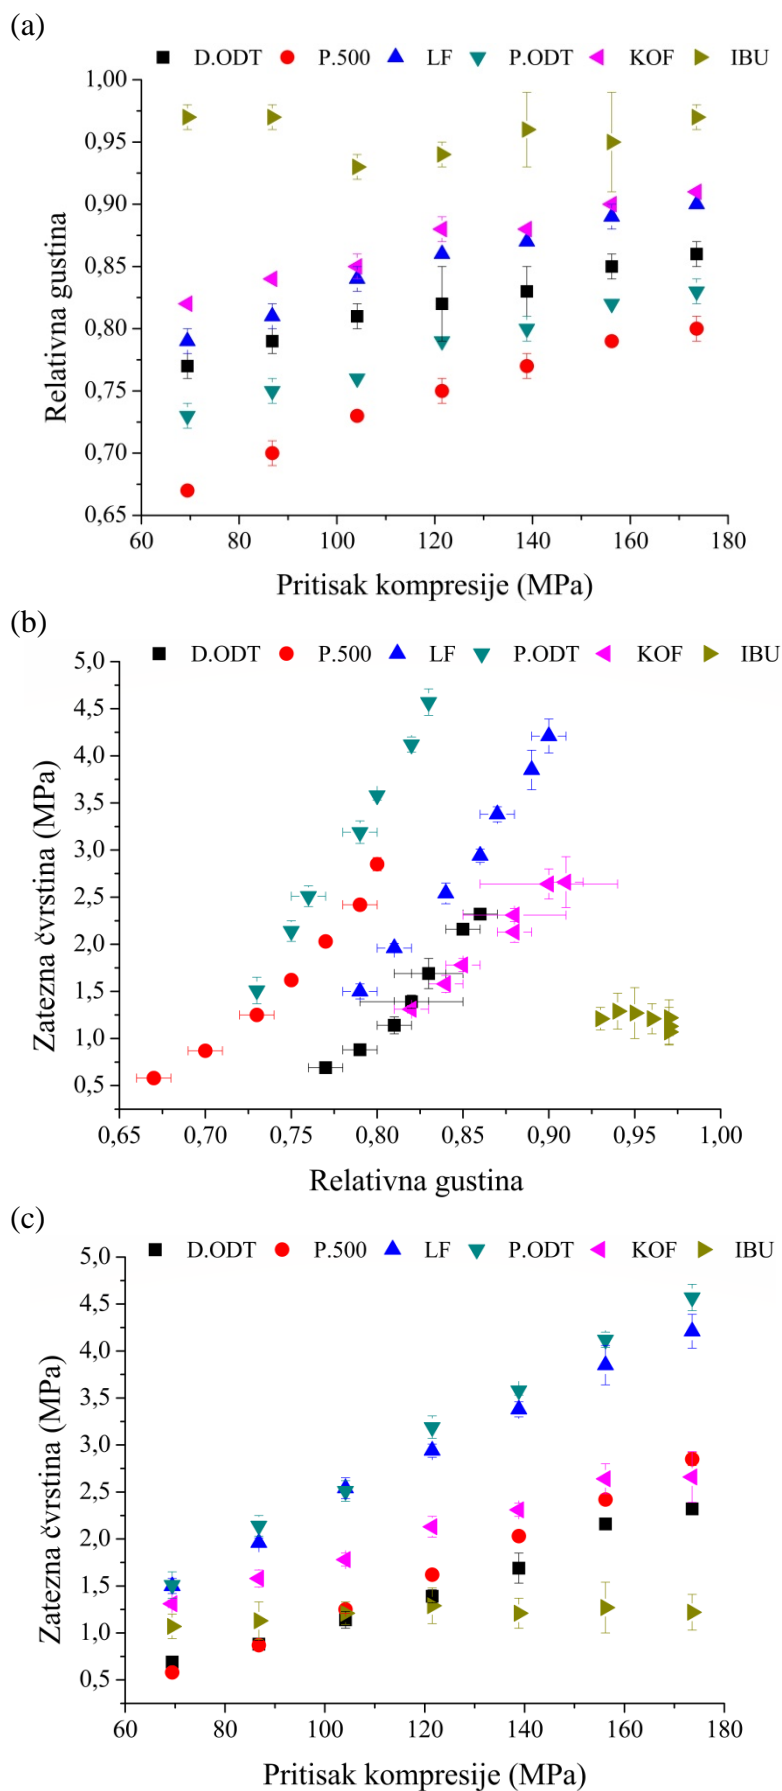 (a)
D.ODT P.500 LF P.ODT KOF IBU
1,00
0,95
0,90
0,85
0,80
0,75
0,70
0,65
Relativna gustina
60 80 100 120 140 160 180
Pritisak kompresije (MPa)
(b)
D.ODT P.500 LF P.ODT KOF IBU
5,0
4,5
4,0
3,5
3,0
2,5
2,0
1,5
1,0
0,5
Zatezna čvrstina (MPa)
0,65 0,70 0,75 0,80 0,85 0,90 0,95 1,00
Relativna gustina
(c)
D.ODT P.500 LF P.ODT KOF IBU
5,0
4,5
4,0
3,5
3,0
2,5
2,0
1,5
1,0
0,5
Zatezna čvrstina (MPa)
60 80 100 120 140 160 180
Pritisak kompresije (MPa)